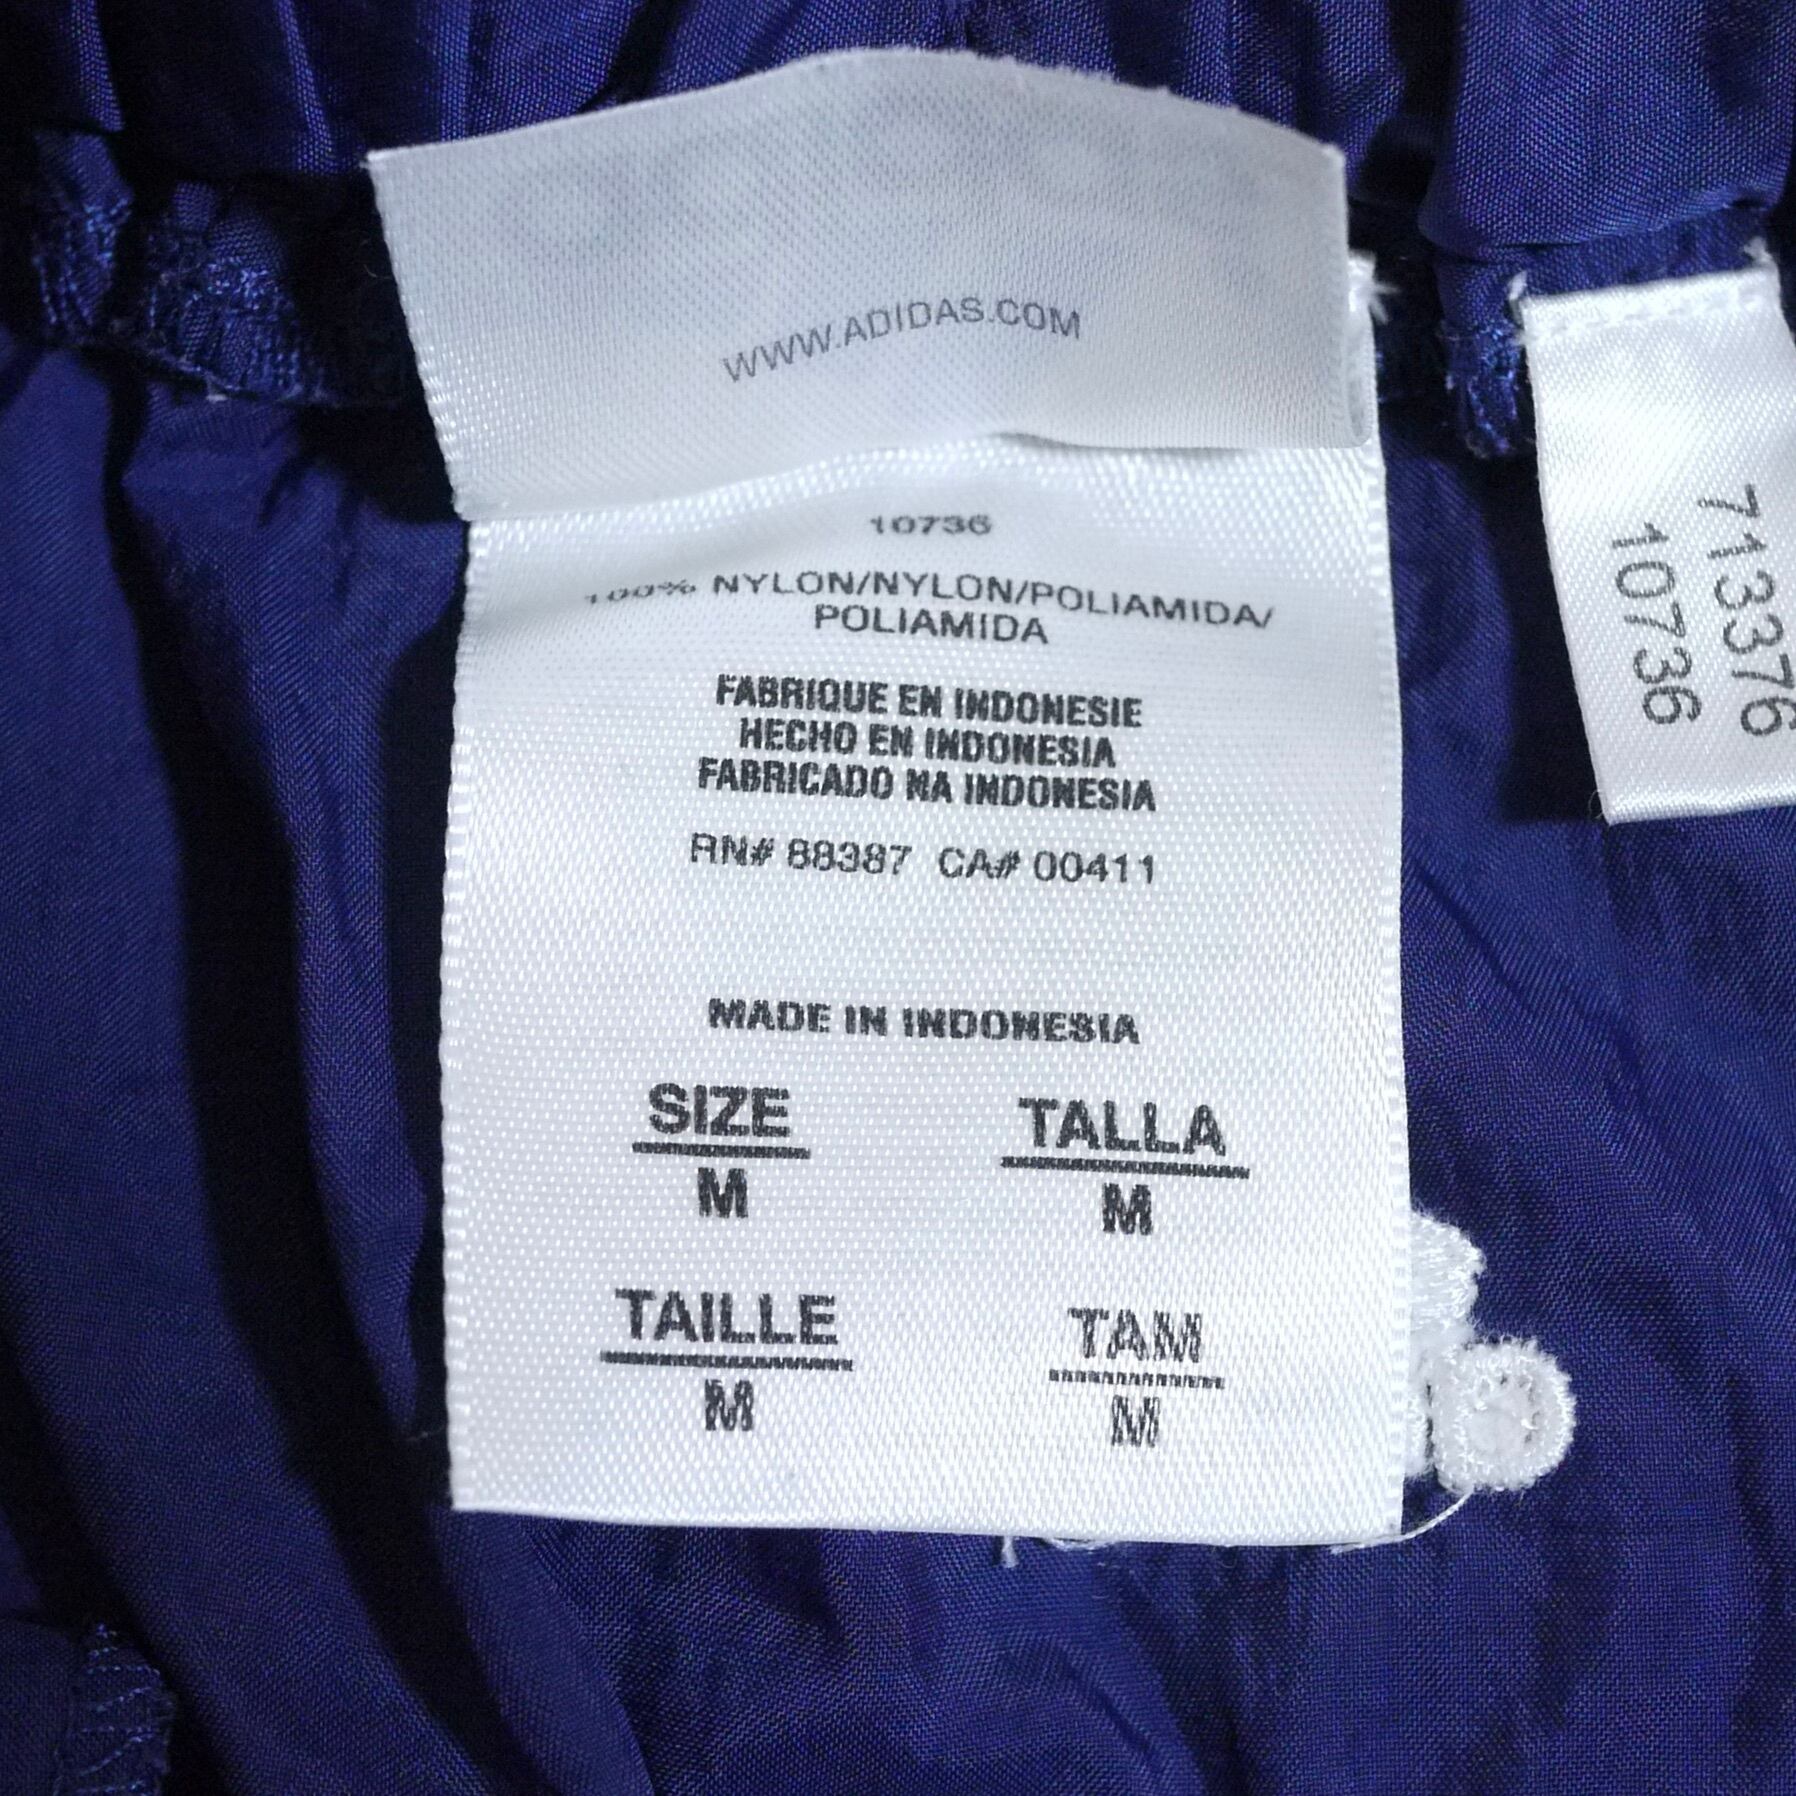 WWW.ADIDAS.COM
10736
100% NYLON/NYLON/POLIAMIDA/
POLIAMIDA
FABRIQUE EN INDONESIE
HECHO EN INDONESIA
FABRICADO NA INDONESIA
RN# 88387 CA# 00411
MADE IN INDONESIA
SIZE TALLA
M M
TAILLE TAM
M M
713376
10736